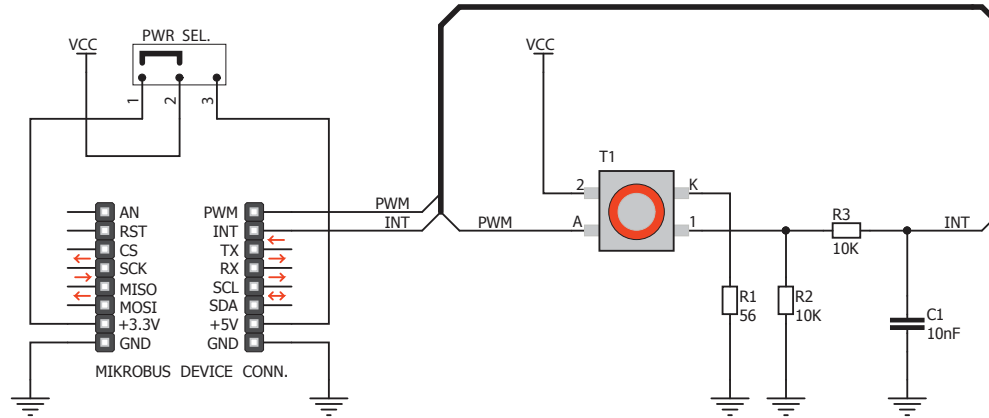 PWR SEL.
VCC
1
2
3
VCC
T1
2
K
A
1
PWM
INT
PWM
R3
10K
INT
AN
RST
CS
SCK
MISO
MOSI
+3.3V
GND
PWM
INT
TX
RX
SCL
SDA
+5V
GND
R1
56
R2
10K
C1
10nF
MIKROBUS DEVICE CONN.